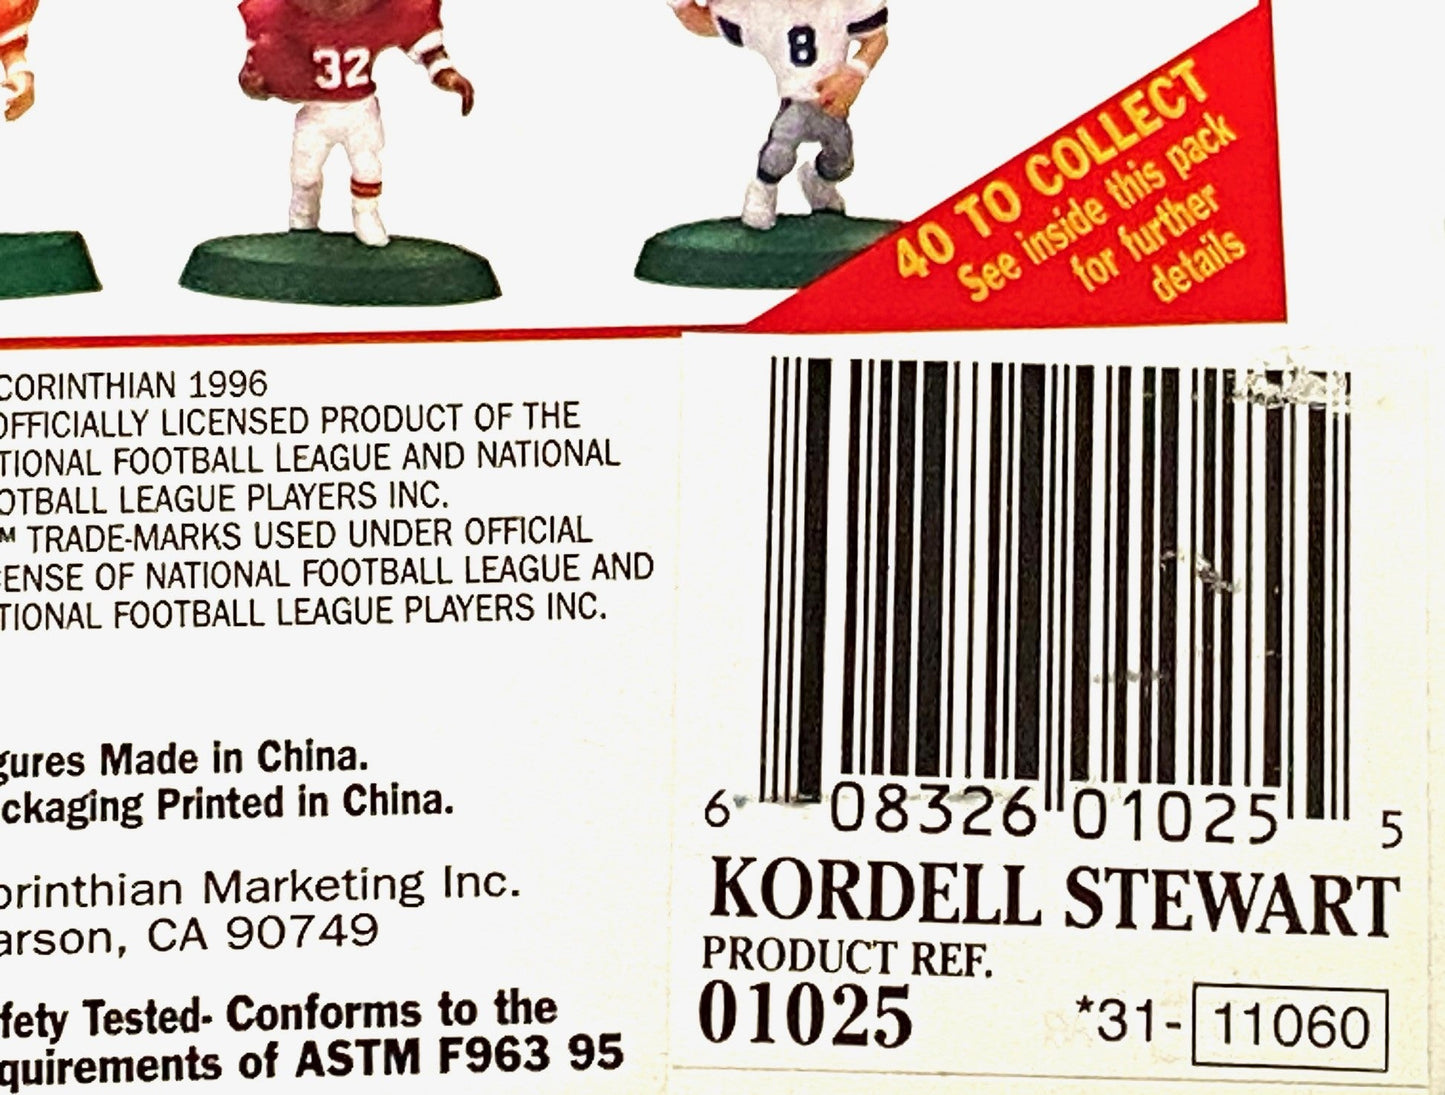 32
8
40 TO COLLECT
See inside this pack
for further
details
CORINTHIAN 1996
OFFICIALLY LICENSED PRODUCT OF THE
TIONAL FOOTBALL LEAGUE AND NATIONAL
OTBALL LEAGUE PLAYERS INC.
™ TRADE-MARKS USED UNDER OFFICIAL
ENSE OF NATIONAL FOOTBALL LEAGUE AND
TIONAL FOOTBALL LEAGUE PLAYERS INC.
gures Made in China.
ckaging Printed in China.
orinthian Marketing Inc.
arson, CA 90749
fety Tested- Conforms to the
quirements of ASTM F963 95
6 08326 01025 5
KORDELL STEWART
PRODUCT REF.
01025 *31- 11060